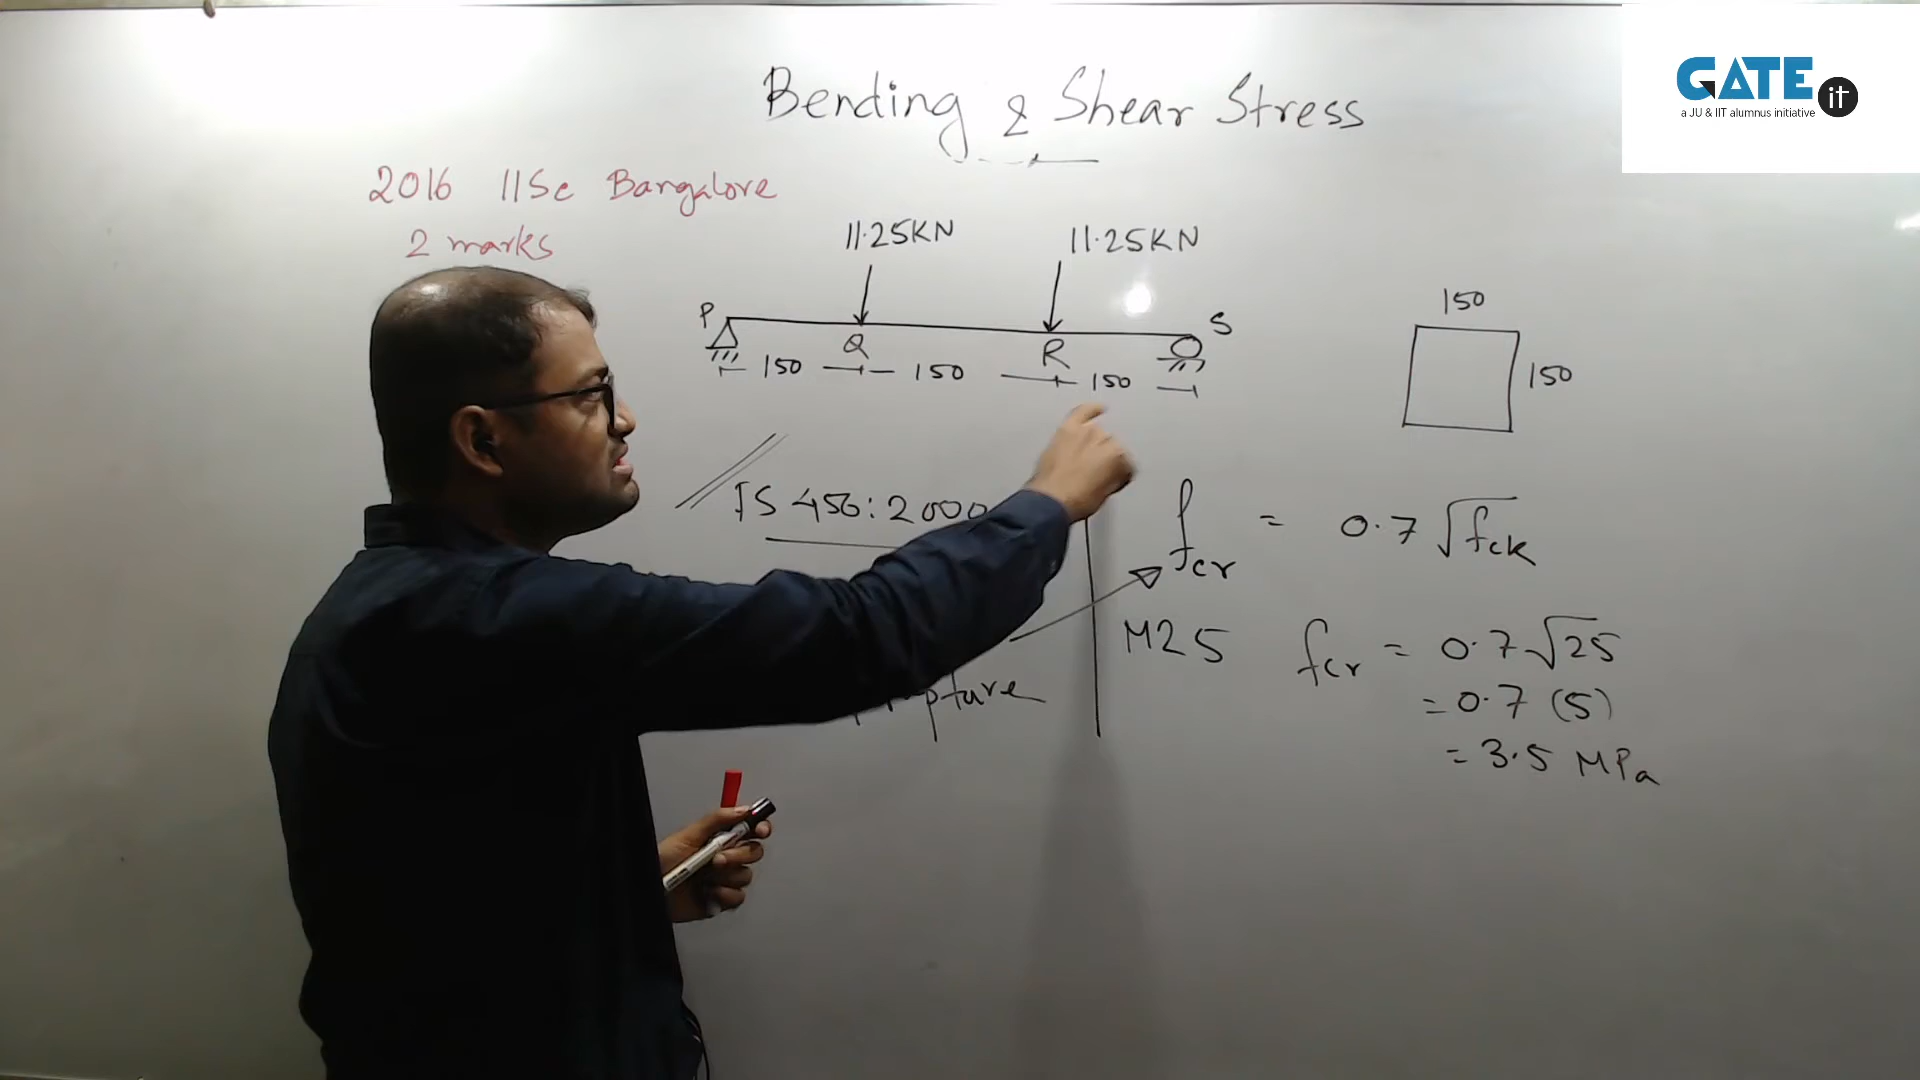 GATE it
a JU & IIT alumnus initiative
Bending & Shear Stress
2016 IISc Bangalore
2 marks
11.25KN 11.25KN
P Q R S
150 150 150
150
150
IS 456:2000
fcr = 0.7 √fck
M25 fcr = 0.7 √25
= 0.7 (5)
= 3.5 MPa